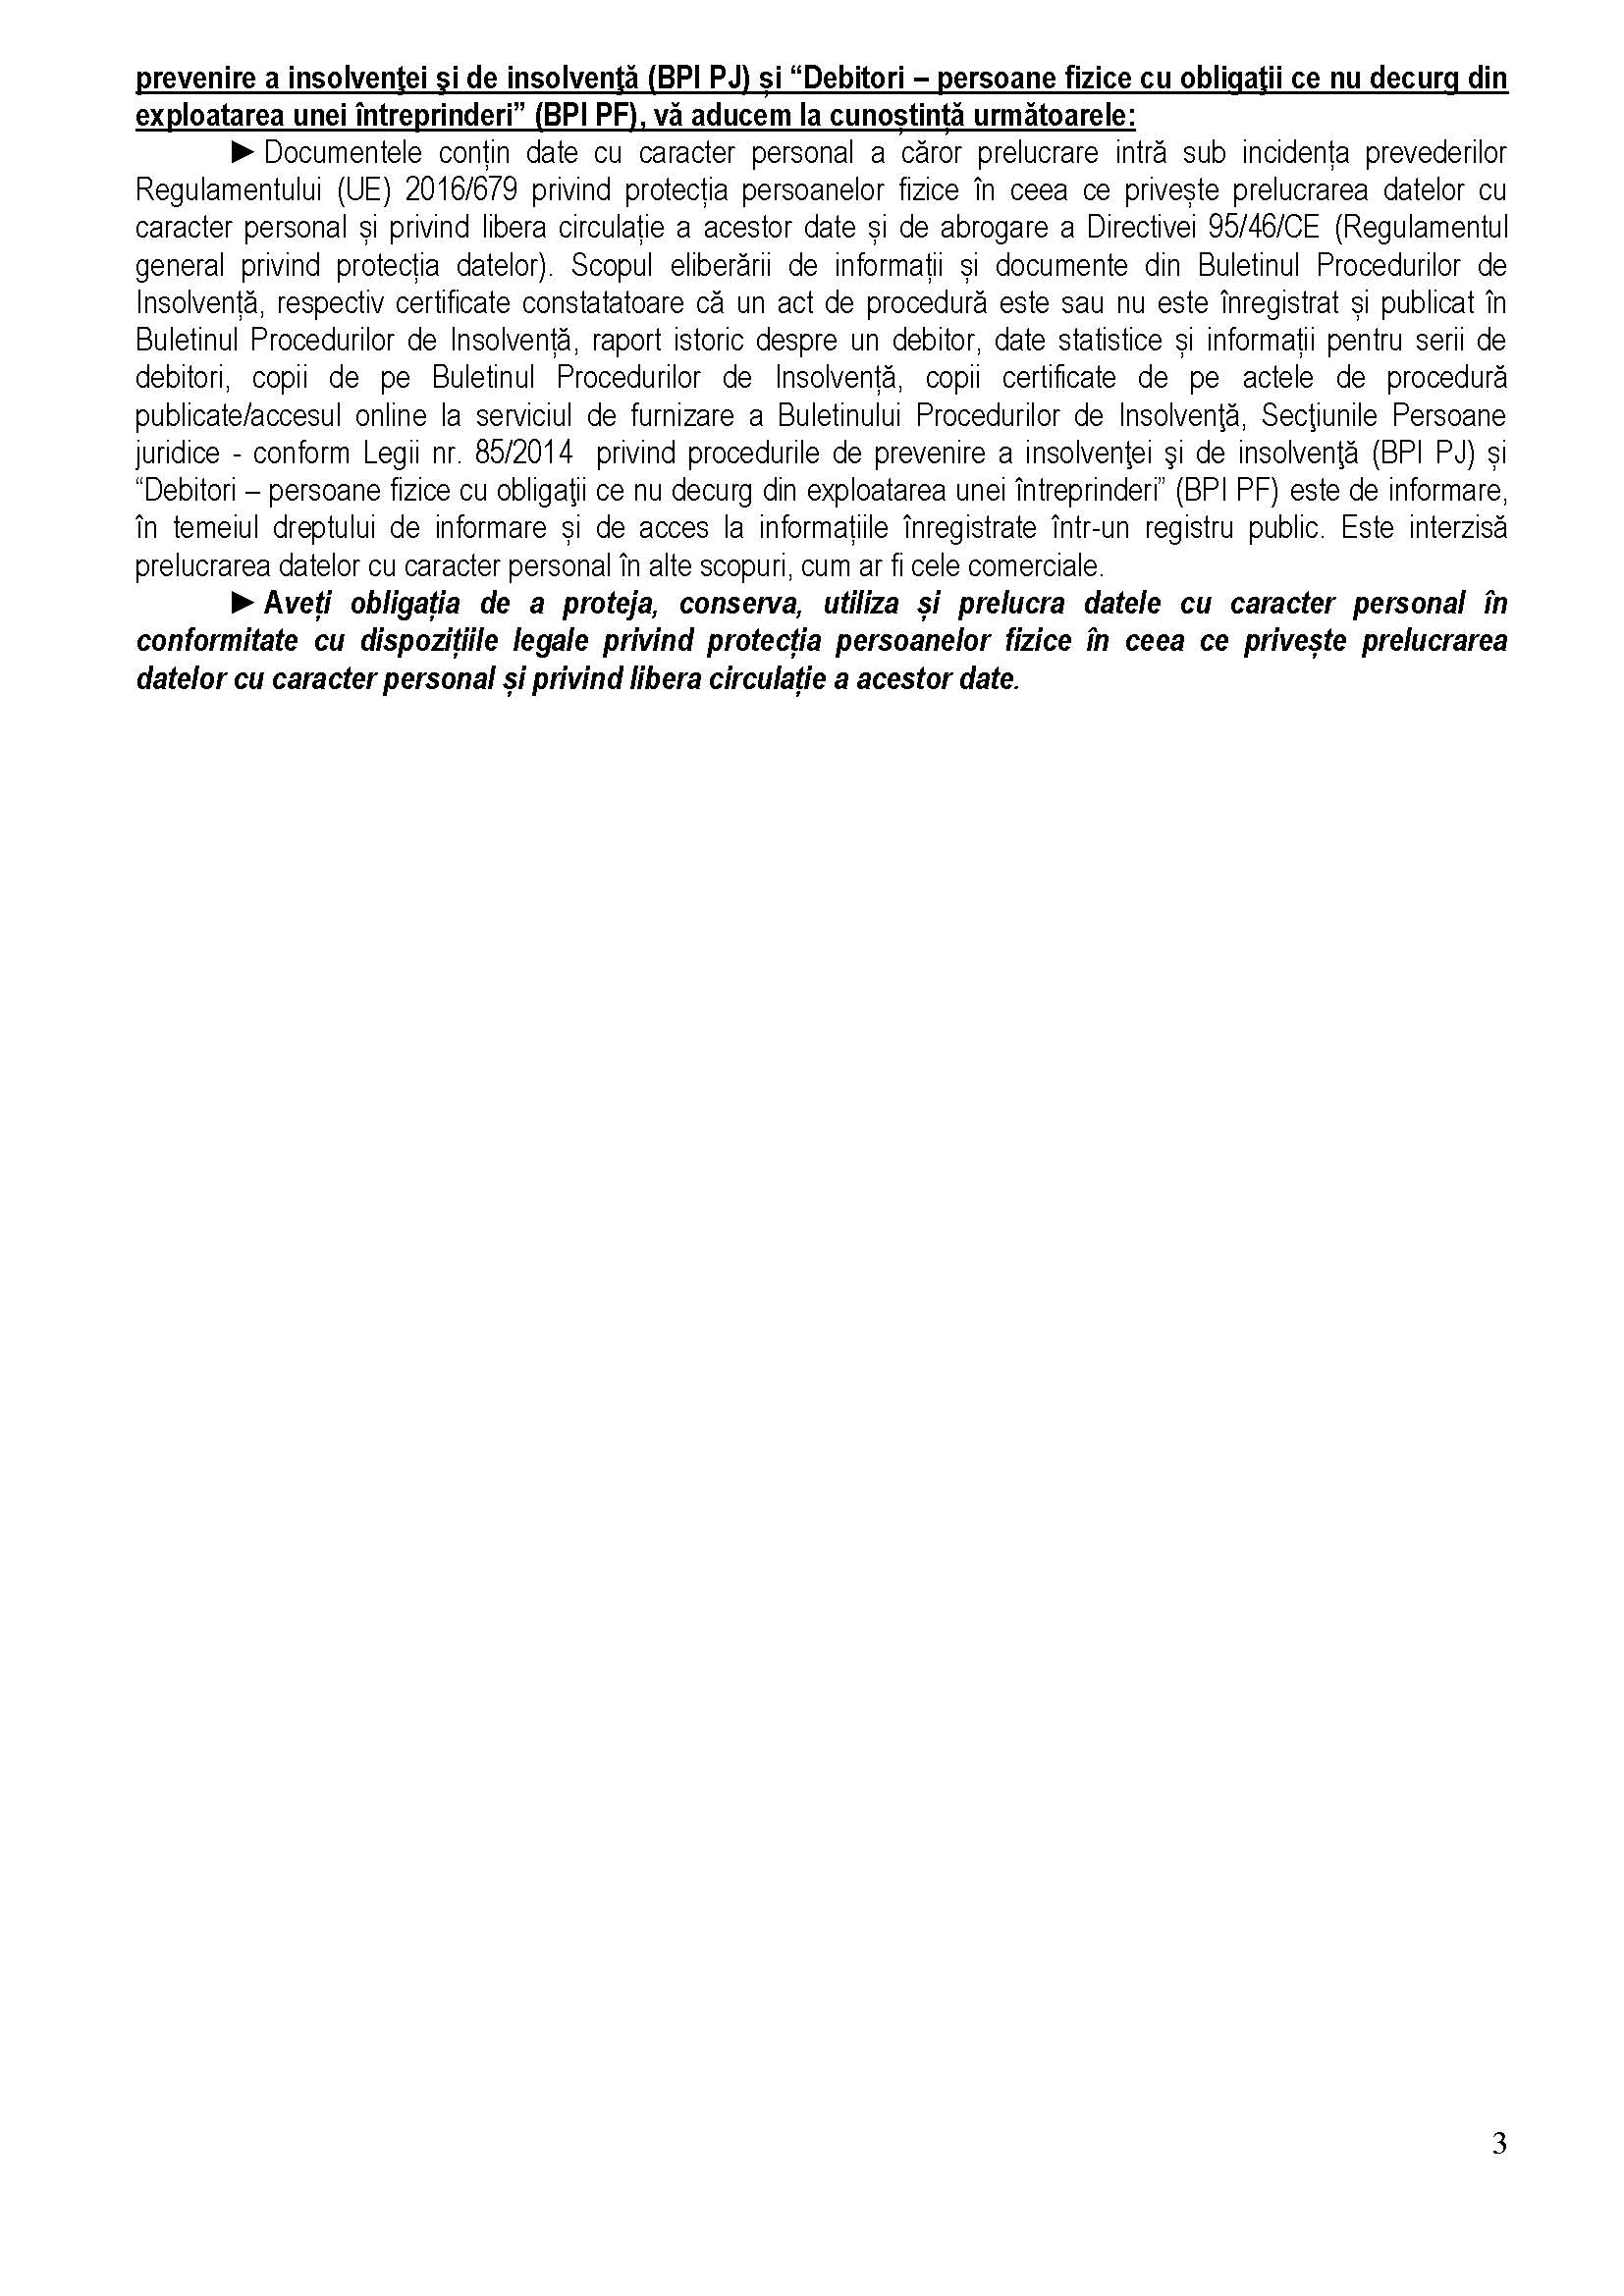 prevenire a insolvenţei şi de insolvenţă (BPI PJ) și “Debitori – persoane fizice cu obligaţii ce nu decurg din
exploatarea unei întreprinderi” (BPI PF), vă aducem la cunoștință următoarele:
► Documentele conțin date cu caracter personal a căror prelucrare intră sub incidența prevederilor
Regulamentului (UE) 2016/679 privind protecția persoanelor fizice în ceea ce privește prelucrarea datelor cu
caracter personal și privind libera circulație a acestor date și de abrogare a Directivei 95/46/CE (Regulamentul
general privind protecția datelor). Scopul eliberării de informații și documente din Buletinul Procedurilor de
Insolvență, respectiv certificate constatatoare că un act de procedură este sau nu este înregistrat și publicat în
Buletinul Procedurilor de Insolvență, raport istoric despre un debitor, date statistice și informații pentru serii de
debitori, copii de pe Buletinul Procedurilor de Insolvență, copii certificate de pe actele de procedură
publicate/accesul online la serviciul de furnizare a Buletinului Procedurilor de Insolvenţă, Secţiunile Persoane
juridice - conform Legii nr. 85/2014  privind procedurile de prevenire a insolvenţei şi de insolvenţă (BPI PJ) și
“Debitori – persoane fizice cu obligaţii ce nu decurg din exploatarea unei întreprinderi” (BPI PF) este de informare,
în temeiul dreptului de informare și de acces la informațiile înregistrate într-un registru public. Este interzisă
prelucrarea datelor cu caracter personal în alte scopuri, cum ar fi cele comerciale.
► Aveți obligația de a proteja, conserva, utiliza și prelucra datele cu caracter personal în
conformitate cu dispozițiile legale privind protecția persoanelor fizice în ceea ce privește prelucrarea
datelor cu caracter personal și privind libera circulație a acestor date.
3